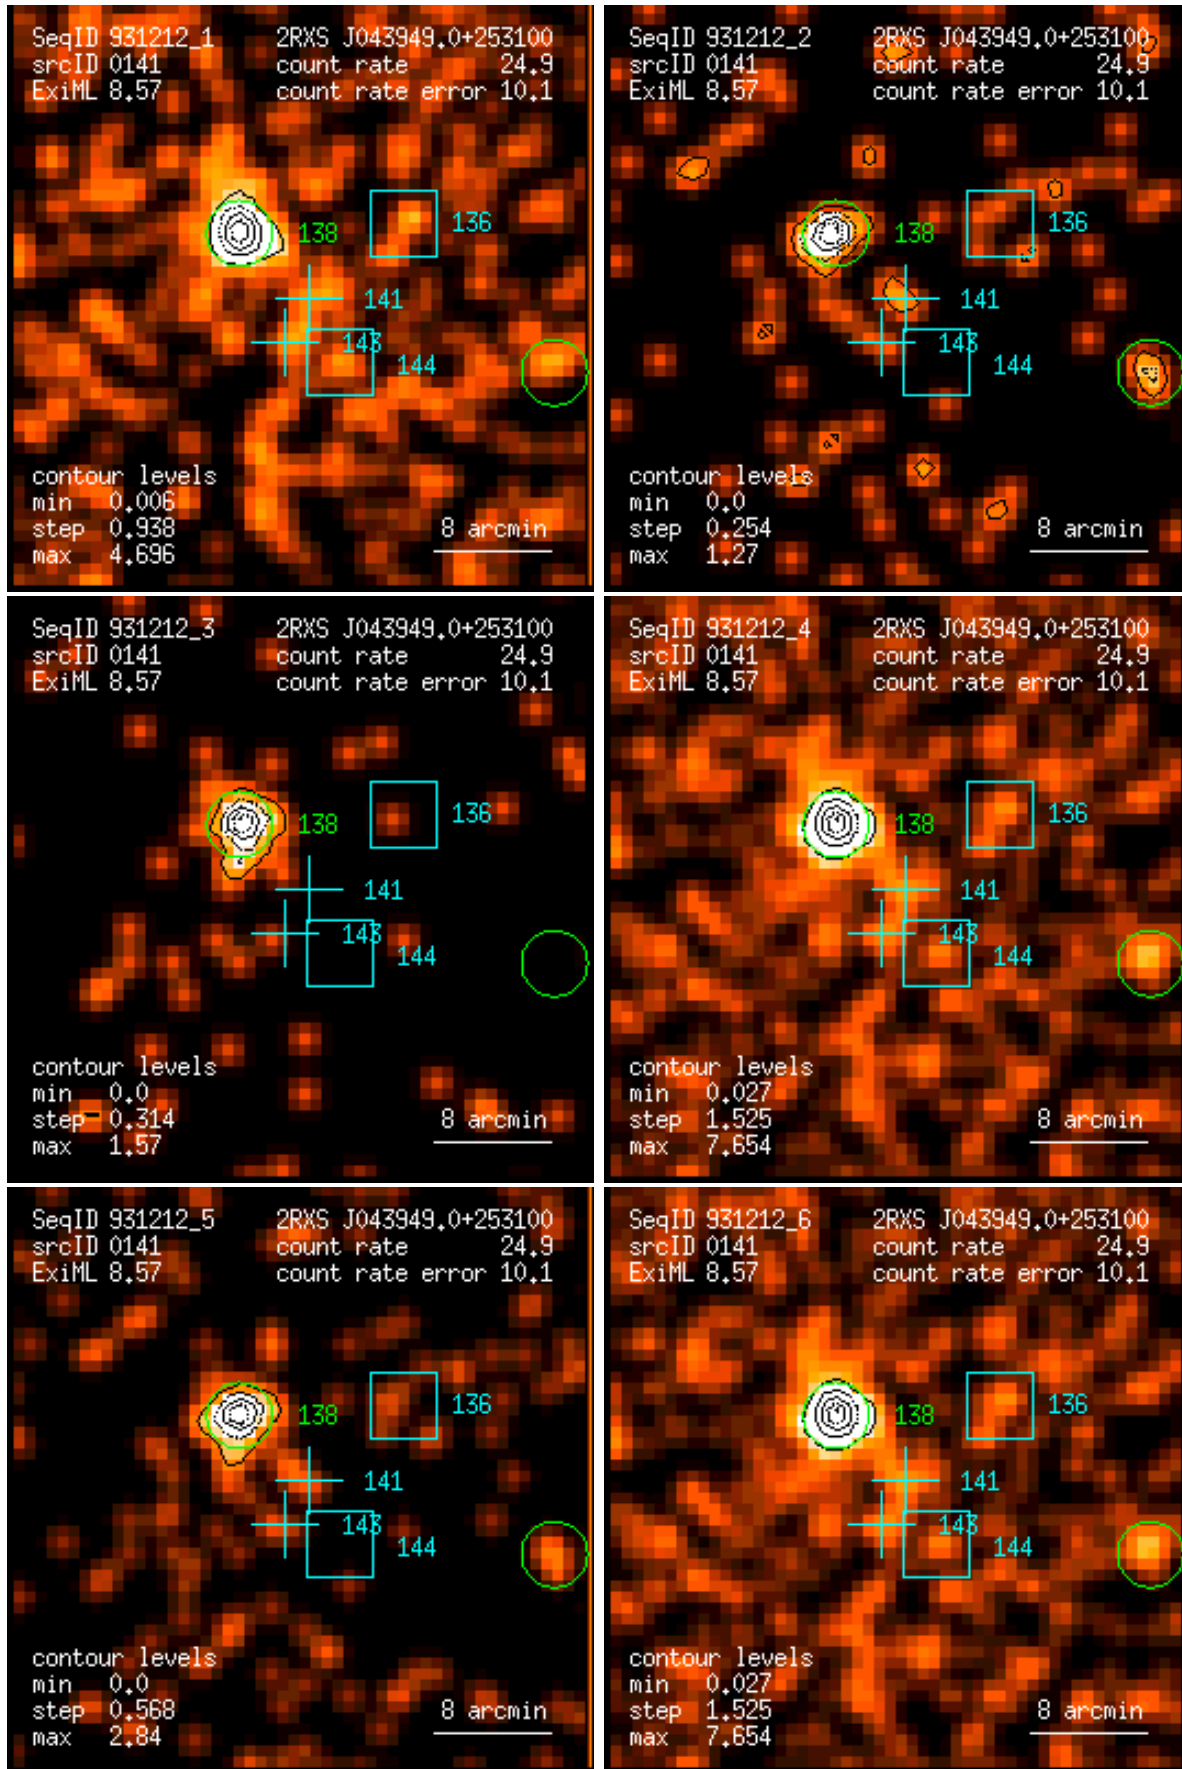 SeqID 931212_1 2RXS J043949.0+253100
srcID 0141 count rate 24.9
ExiML 8.57 count rate error 10.1
138
136
141
143
144
contour levels
min 0.006
step 0.938
max 4.696
8 arcmin
SeqID 931212_2 2RXS J043949.0+253100
srcID 0141 count rate 24.9
ExiML 8.57 count rate error 10.1
138
136
141
143
144
contour levels
min 0.0
step 0.254
max 1.27
8 arcmin
SeqID 931212_3 2RXS J043949.0+253100
srcID 0141 count rate 24.9
ExiML 8.57 count rate error 10.1
138
136
141
143
144
contour levels
min 0.0
step 0.314
max 1.57
8 arcmin
SeqID 931212_4 2RXS J043949.0+253100
srcID 0141 count rate 24.9
ExiML 8.57 count rate error 10.1
138
136
141
143
144
contour levels
min 0.027
step 1.525
max 7.654
8 arcmin
SeqID 931212_5 2RXS J043949.0+253100
srcID 0141 count rate 24.9
ExiML 8.57 count rate error 10.1
138
136
141
143
144
contour levels
min 0.0
step 0.568
max 2.84
8 arcmin
SeqID 931212_6 2RXS J043949.0+253100
srcID 0141 count rate 24.9
ExiML 8.57 count rate error 10.1
138
136
141
143
144
contour levels
min 0.027
step 1.525
max 7.654
8 arcmin